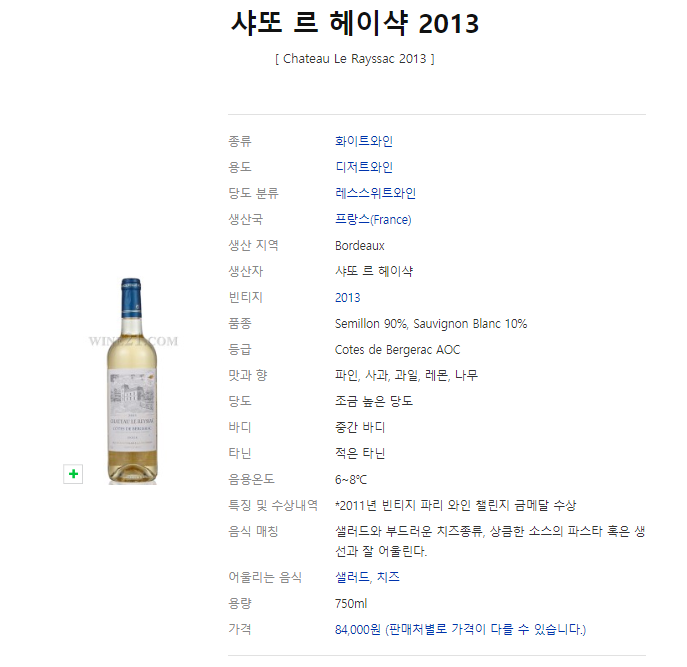 샤또 르 헤이샥 2013
[ Chateau Le Rayssac 2013 ]
종류 화이트와인
용도 디저트와인
당도 분류 레스스위트와인
생산국 프랑스(France)
생산 지역 Bordeaux
생산자 샤또 르 헤이샥
빈티지 2013
품종 Semillon 90%, Sauvignon Blanc 10%
등급 Cotes de Bergerac AOC
맛과 향 파인, 사과, 과일, 레몬, 나무
당도 조금 높은 당도
바디 중간 바디
WINE21.COM
타닌 적은 타닌
CHATEAU LE RAYSSAC
COTES DE BERGERAC
음용온도 6~8℃
특징 및 수상내역 *2011년 빈티지 파리 와인 챌린지 금메달 수상
음식 매칭 샐러드와 부드러운 치즈종류, 상큼한 소스의 파스타 혹은 생
선과 잘 어울린다.
어울리는 음식 샐러드, 치즈
용량 750ml
가격 84,000원 (판매처별로 가격이 다를 수 있습니다.)